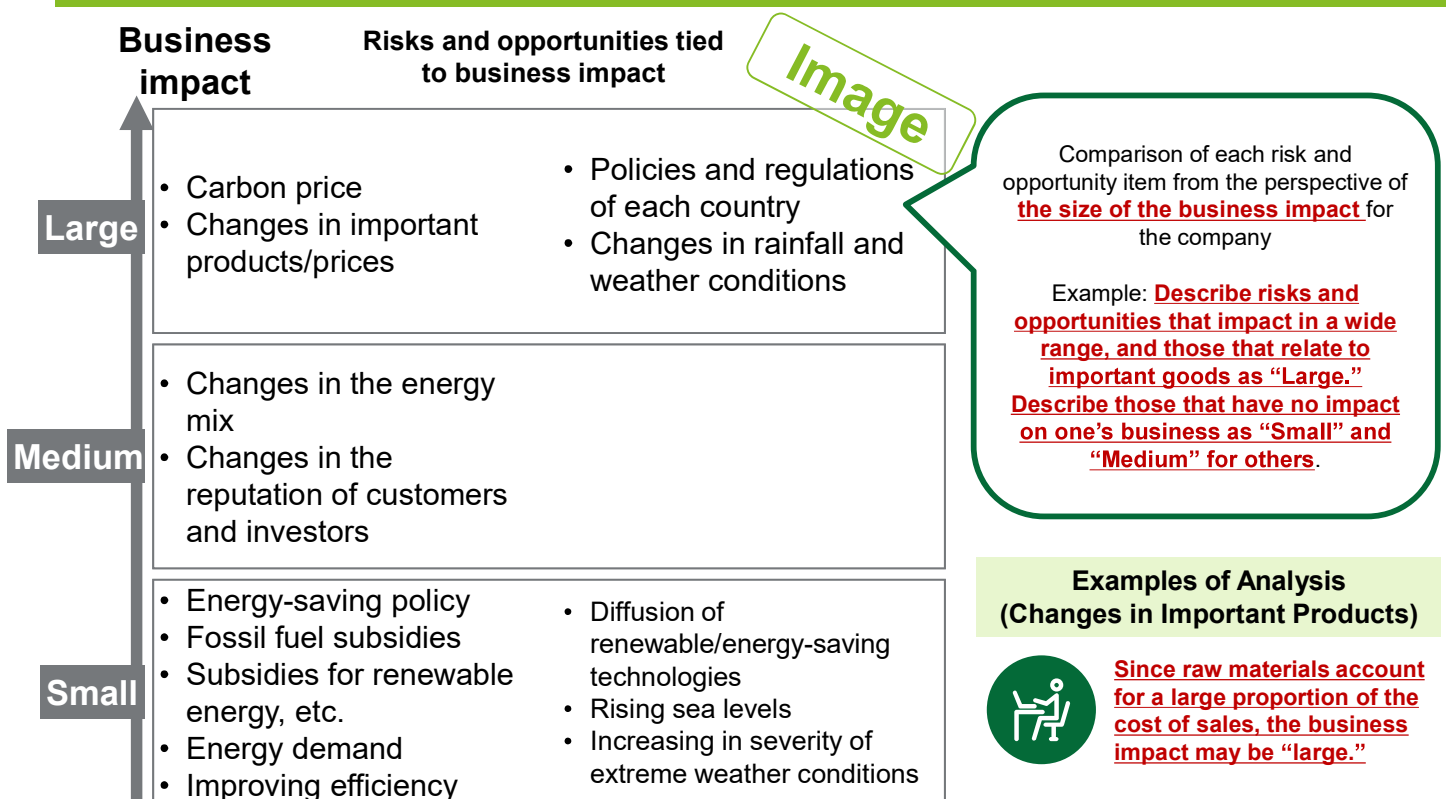 Business
impact
Risks and opportunities tied
to business impact
Image
Large
• Carbon price
• Changes in important
products/prices
• Policies and regulations
of each country
• Changes in rainfall and
weather conditions
Medium
• Changes in the energy
mix
• Changes in the
reputation of customers
and investors
Small
• Energy-saving policy
• Fossil fuel subsidies
• Subsidies for renewable
energy, etc.
• Energy demand
• Improving efficiency
• Diffusion of
renewable/energy-saving
technologies
• Rising sea levels
• Increasing in severity of
extreme weather conditions
Comparison of each risk and
opportunity item from the perspective of
the size of the business impact for
the company
Example: Describe risks and
opportunities that impact in a wide
range, and those that relate to
important goods as “Large.”
Describe those that have no impact
on one’s business as “Small” and
“Medium” for others.
Examples of Analysis
(Changes in Important Products)
Since raw materials account
for a large proportion of the
cost of sales, the business
impact may be “large.”